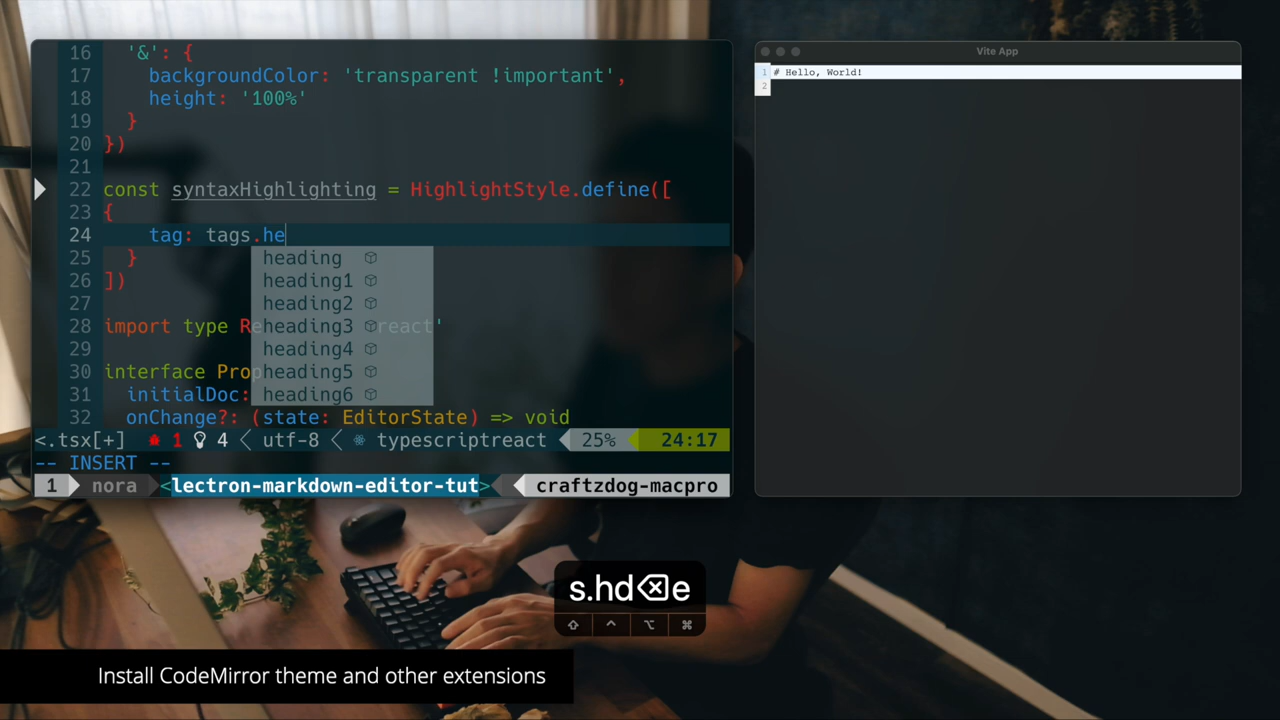 16 '&': {
17 backgroundColor: 'transparent !important',
18 height: '100%'
19 }
20 })
21
22 const syntaxHighlighting = HighlightStyle.define([
23 {
24 tag: tags.he
25 }
heading
26 ])
heading1
27
heading2
28 import type R react'
heading3
29
heading4
30 interface Prop
heading5
31 initialDoc:
heading6
32 onChange?: (state: EditorState) => void
<.tsx[+] 1 4 utf-8 typescriptreact 25% 24:17
-- INSERT --
1 nora <lectron-markdown-editor-tut> craftzdog-macpro
Vite App
1 # Hello, World!
2
s.hd⌫e
⇧ ^ ⌥ ⌘
Install CodeMirror theme and other extensions